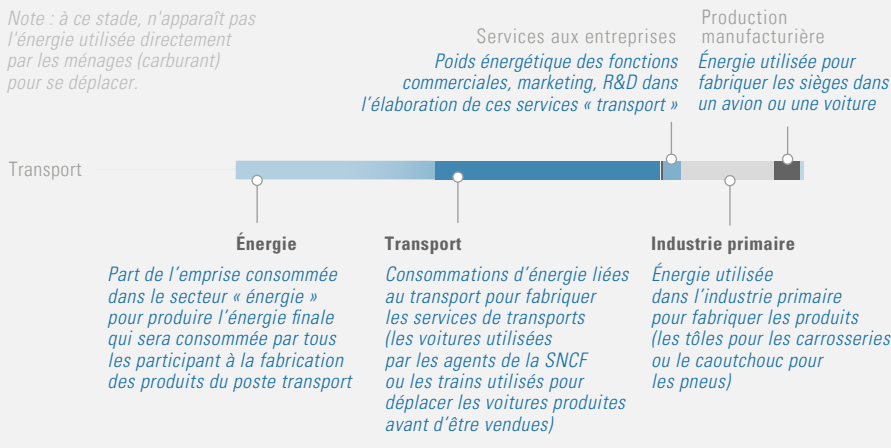 Note : à ce stade, n'apparaît pas
l'énergie utilisée directement
par les ménages (carburant)
pour se déplacer.
Services aux entreprises
Poids énergétique des fonctions
commerciales, marketing, R&D dans
l’élaboration de ces services « transport »
Production
manufacturière
Énergie utilisée pour
fabriquer les sièges dans
un avion ou une voiture
Transport
Énergie
Part de l’emprise consommée
dans le secteur « énergie »
pour produire l’énergie finale
qui sera consommée par tous
les participant à la fabrication
des produits du poste transport
Transport
Consommations d’énergie liées
au transport pour fabriquer
les services de transports
(les voitures utilisées
par les agents de la SNCF
ou les trains utilisés pour
déplacer les voitures produites
avant d’être vendues)
Industrie primaire
Énergie utilisée
dans l’industrie primaire
pour fabriquer les produits
(les tôles pour les carrosseries
ou le caoutchouc pour
les pneus)